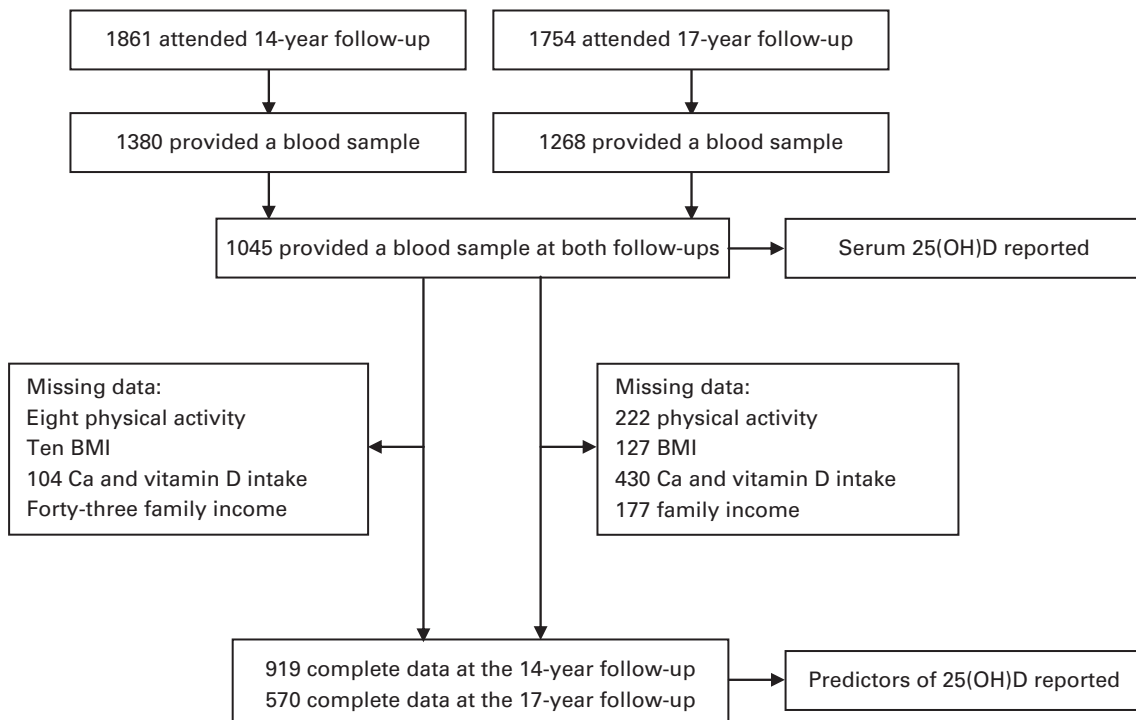 1861 attended 14-year follow-up
1754 attended 17-year follow-up
1380 provided a blood sample
1268 provided a blood sample
1045 provided a blood sample at both follow-ups
Serum 25(OH)D reported
Missing data:
Eight physical activity
Ten BMI
104 Ca and vitamin D intake
Forty-three family income
Missing data:
222 physical activity
127 BMI
430 Ca and vitamin D intake
177 family income
919 complete data at the 14-year follow-up
570 complete data at the 17-year follow-up
Predictors of 25(OH)D reported